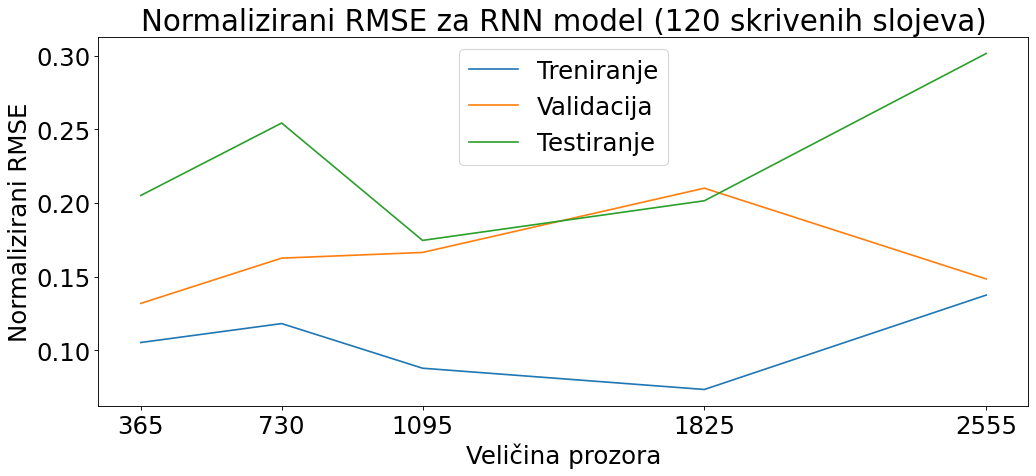 Normalizirani RMSE za RNN model (120 skrivenih slojeva)
Normalizirani RMSE
0.30
0.25
0.20
0.15
0.10
Treniranje
Validacija
Testiranje
365 730 1095 1825 2555
Veličina prozora